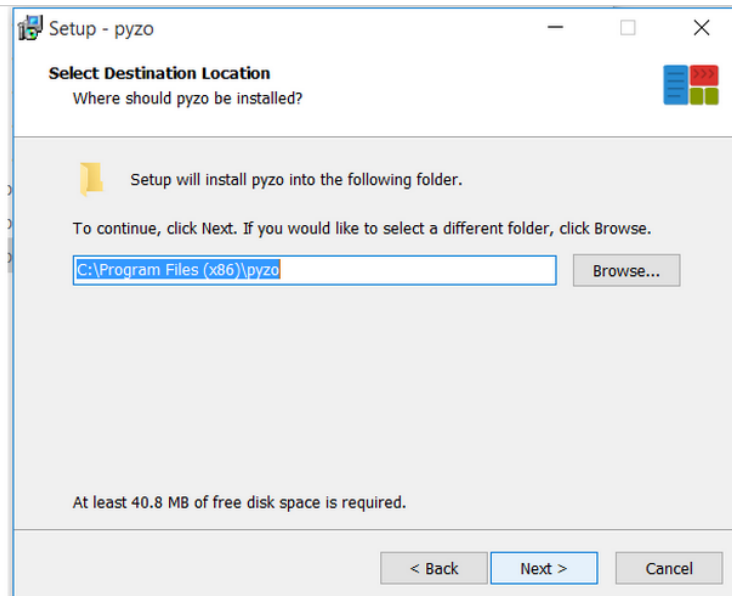 Setup - pyzo
Select Destination Location
Where should pyzo be installed?
>>>
Setup will install pyzo into the following folder.
To continue, click Next. If you would like to select a different folder, click Browse.
C:\Program Files (x86)\pyzo
Browse...
At least 40.8 MB of free disk space is required.
< Back
Next >
Cancel